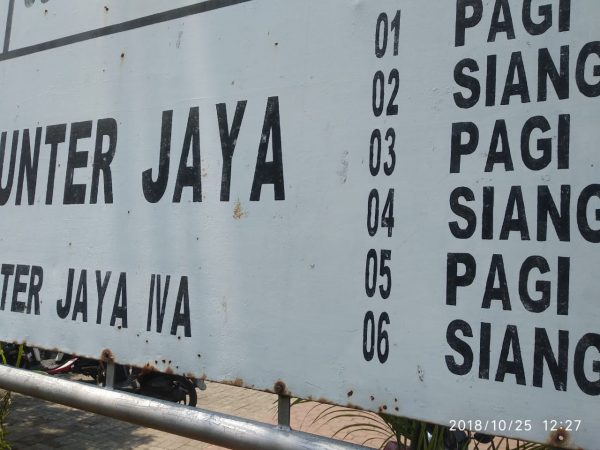 01 PAGI
02 SIANG
UNTER JAYA
03 PAGI
04 SIANG
TER JAYA IVA
05 PAGI
06 SIANG
2018/10/25 12:27